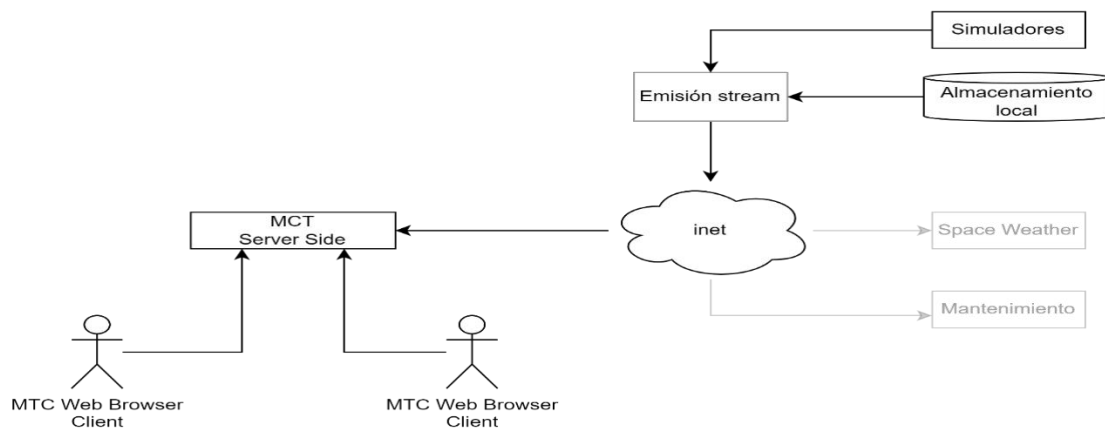 Simuladores
Emisión stream
Almacenamiento
local
MCT
Server Side
inet
Space Weather
Mantenimiento
MTC Web Browser
Client
MTC Web Browser
Client